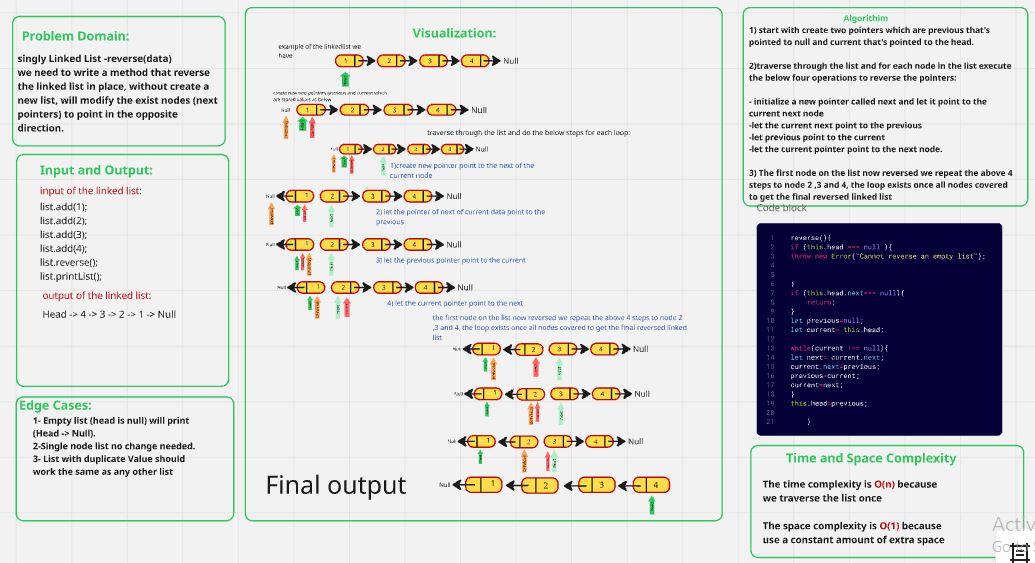 Problem Domain:
singly Linked List -reverse(data)
we need to write a method that reverse
the linked list in place, without create a
new list, will modify the exist nodes (next
pointers) to point in the opposite
direction.
Input and Output:
input of the linked list:
list.add(1);
list.add(2);
list.add(3);
list.add(4);
list.reverse();
list.printList();
output of the linked list:
Head -> 4 -> 3 -> 2 -> 1 -> Null
Edge Cases:
1- Empty list (head is null) will print
(Head -> Null).
2-Single node list no change needed.
3- List with duplicate Value should
work the same as any other list
Visualization:
example of the linkedlist we
have
1 2 3 4 Null
create new two pointers previous and current which
are stored values as below
Null 1 2 3 4 Null
traverse through the list and do the below steps for each loop:
Null 1 2 3 4 Null
1)create new pointer point to the next of the
current node
Null 1 2 3 4 Null
2) let the pointer of next of current data point to the
previous
Null 1 2 3 4 Null
3) let the previous pointer point to the current
Null 1 2 3 4 Null
4) let the current pointer point to the next
the first node on the list now reversed we repeat the above 4 steps to node 2
,3 and 4, the loop exists once all nodes covered to get the final reversed linked
list
Null 1 2 3 4 Null
Null 1 2 3 4 Null
Null 1 2 3 4 Null
Final output
Null 1 2 3 4
Algorithim
1) start with create two pointers which are previous that's
pointed to null and current that's pointed to the head.
2)traverse through the list and for each node in the list execute
the below four operations to reverse the pointers:
- initialize a new pointer called next and let it point to the
current next node
-let the current next point to the previous
-let previous point to the current
-let the current pointer point to the next node.
3) The first node on the list now reversed we repeat the above 4
steps to node 2 ,3 and 4, the loop exists once all nodes covered
to get the final reversed linked list
Code block
1 reverse(){
2 if (this.head === null ){
3 throw new Error("Cannot reverse an empty list");
4
5
6 }
7 if (this.head.next=== null){
8 return;
9 }
10 let previous=null;
11 let current= this.head;
12
13 while(current !== null){
14 let next= current.next;
15 current.next=previous;
16 previous=current;
17 current=next;
18 }
19 this.head=previous;
20
21 }
Time and Space Complexity
The time complexity is O(n) because
we traverse the list once
The space complexity is O(1) because
use a constant amount of extra space
Activ
Go to